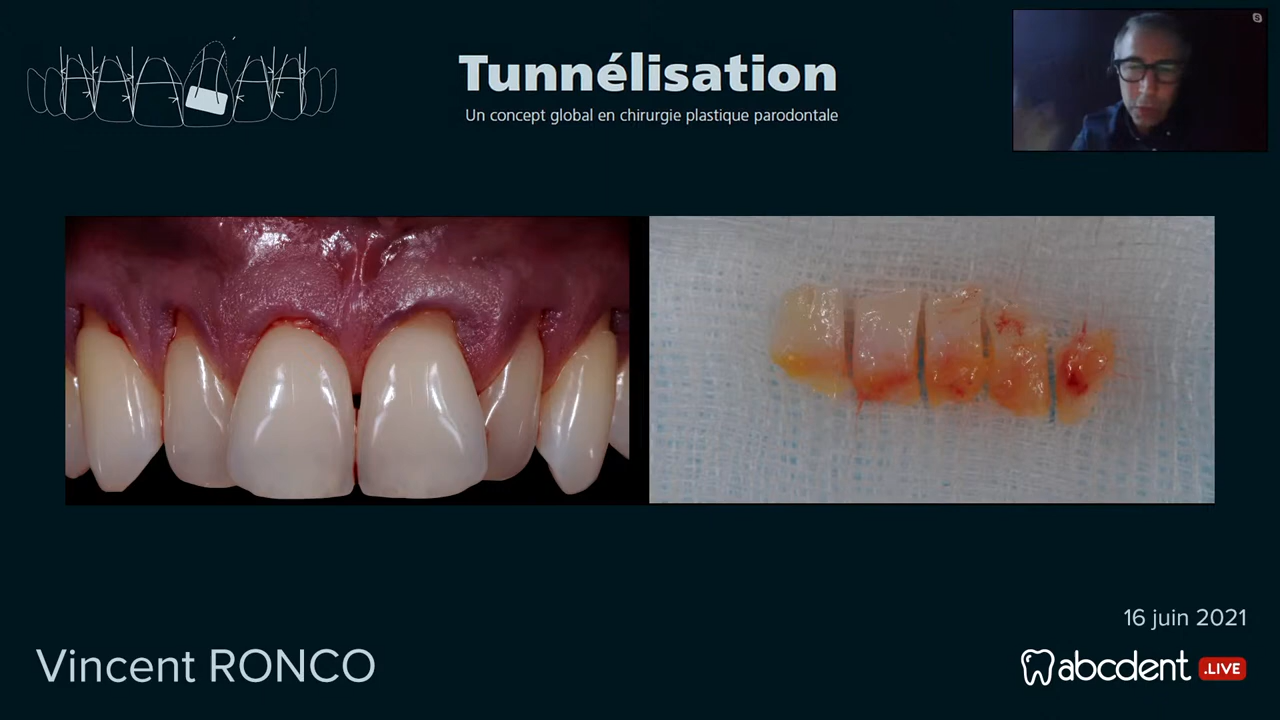 Tunnélisation
Un concept global en chirurgie plastique parodontale
16 juin 2021
Vincent RONCO
abcdent .LIVE